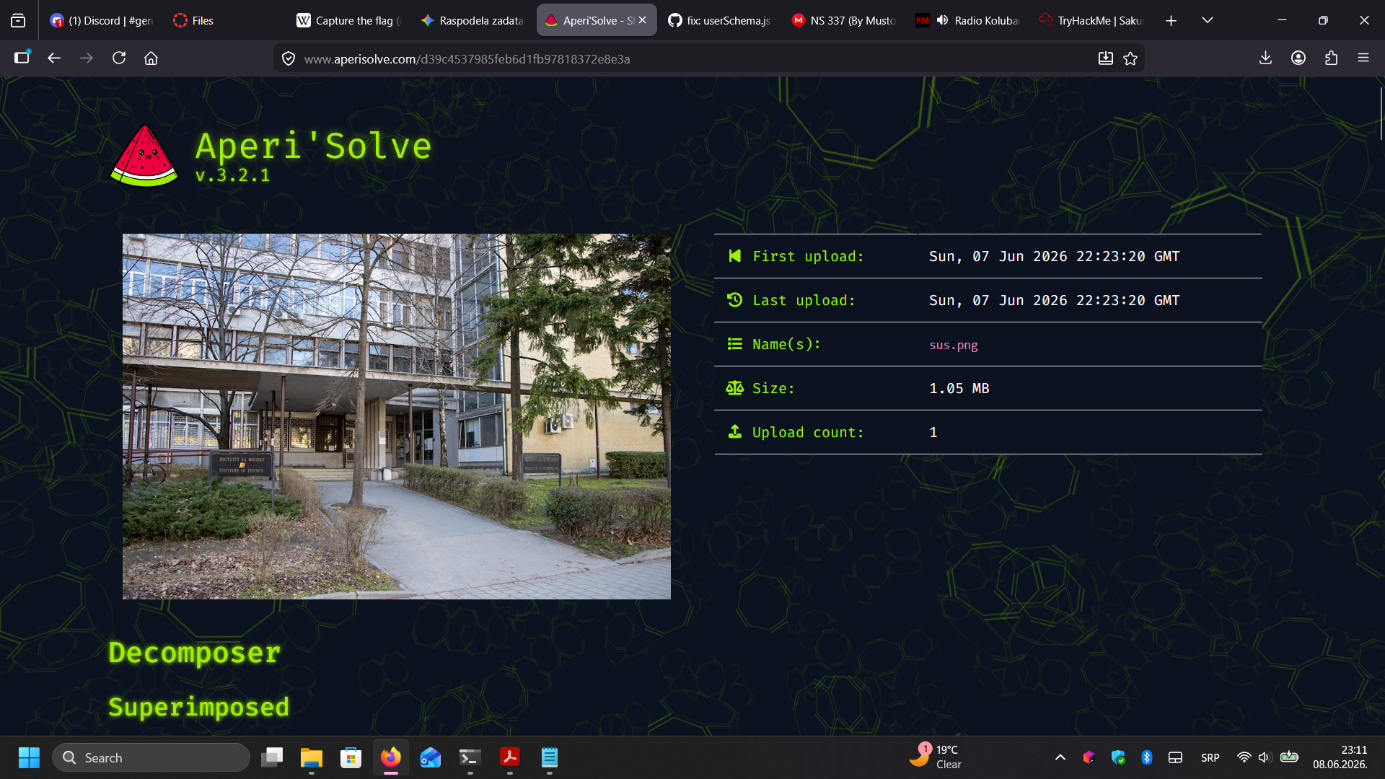 (1) Discord | #gen
Files
Capture the flag (
Raspodela zadata
Aperi'Solve - St
fix: userSchema.js
NS 337 (By Musto
FM
Radio Koluba
TryHackMe | Saku
www.aperisolve.com/d39c4537985feb6d1fb97818372e8e3a
Aperi'Solve
v.3.2.1
First upload: Sun, 07 Jun 2026 22:23:20 GMT
Last upload: Sun, 07 Jun 2026 22:23:20 GMT
Name(s): sus.png
Size: 1.05 MB
Upload count: 1
Decomposer
Superimposed
Search
1
19°C
Clear
SRP
23:11
08.06.2026.